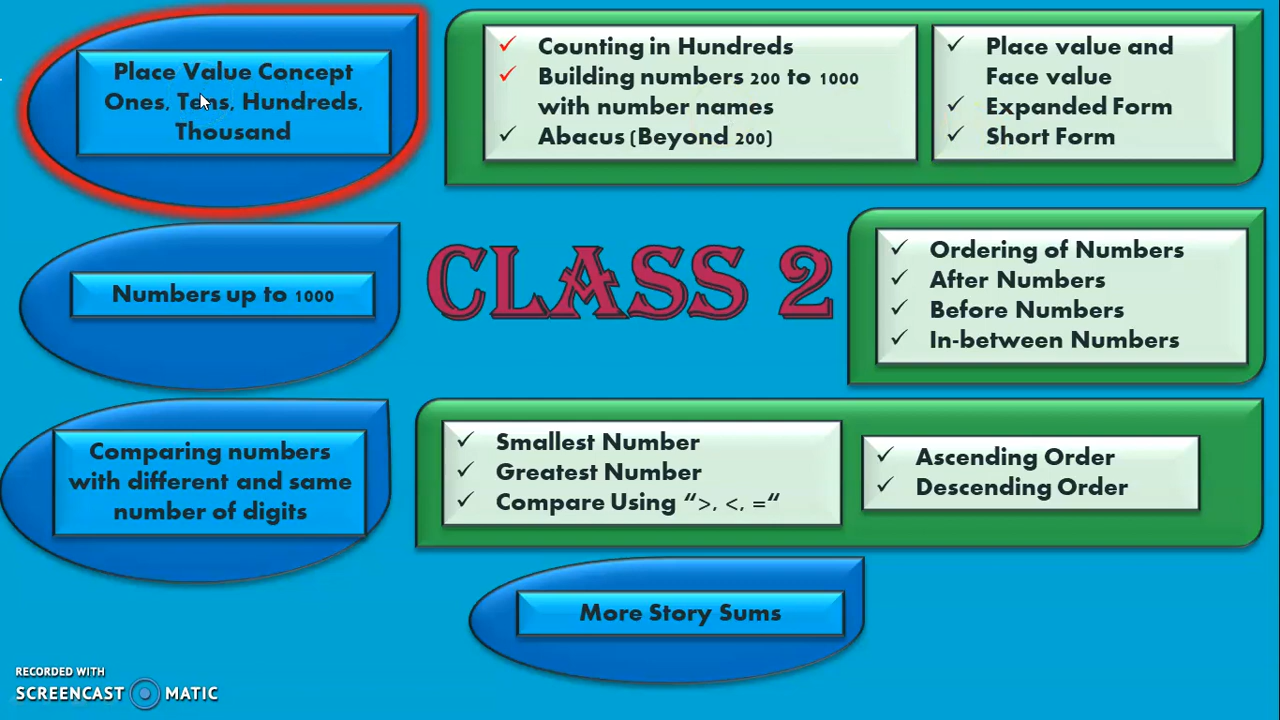 Place Value Concept
Ones, Tens, Hundreds,
Thousand
Counting in Hundreds
Building numbers 200 to 1000
with number names
Abacus (Beyond 200)
Place value and
Face value
Expanded Form
Short Form
Numbers up to 1000
CLASS 2
Ordering of Numbers
After Numbers
Before Numbers
In-between Numbers
Comparing numbers
with different and same
number of digits
Smallest Number
Greatest Number
Compare Using “>, <, =“
Ascending Order
Descending Order
More Story Sums
RECORDED WITH
SCREENCAST MATIC